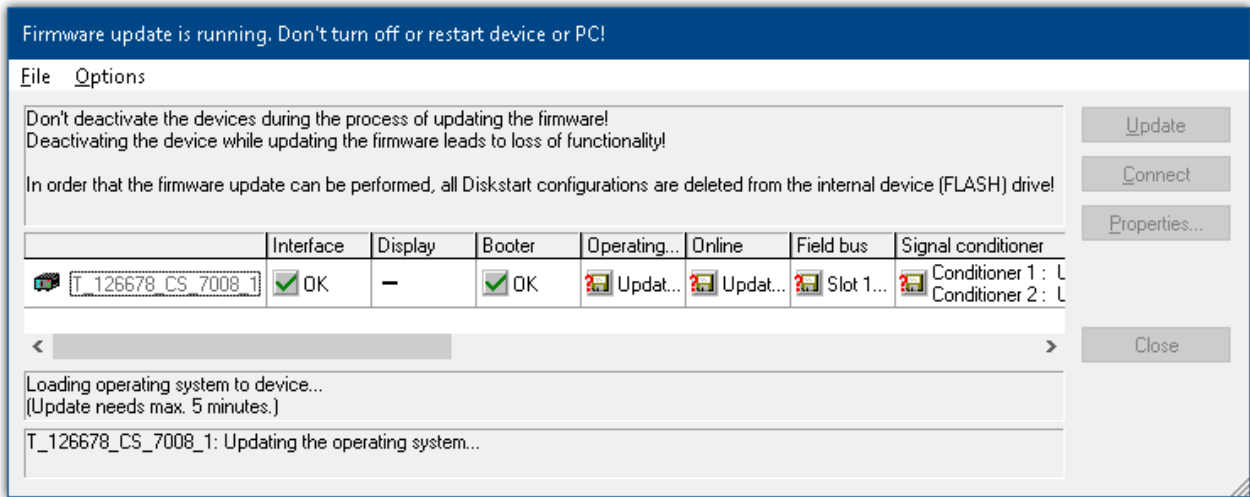 Firmware update is running. Don't turn off or restart device or PC!
File Options
Don't deactivate the devices during the process of updating the firmware!
Deactivating the device while updating the firmware leads to loss of functionality!
In order that the firmware update can be performed, all Diskstart configurations are deleted from the internal device (FLASH) drive!
Update
Connect
Properties...
Interface Display Booter Operating... Online Field bus Signal conditioner
T_126678_CS_7008_1 OK – OK Updat... Updat... Slot 1... Conditioner 1 : U
Conditioner 2 : U
Close
Loading operating system to device...
(Update needs max. 5 minutes.)
T_126678_CS_7008_1: Updating the operating system...